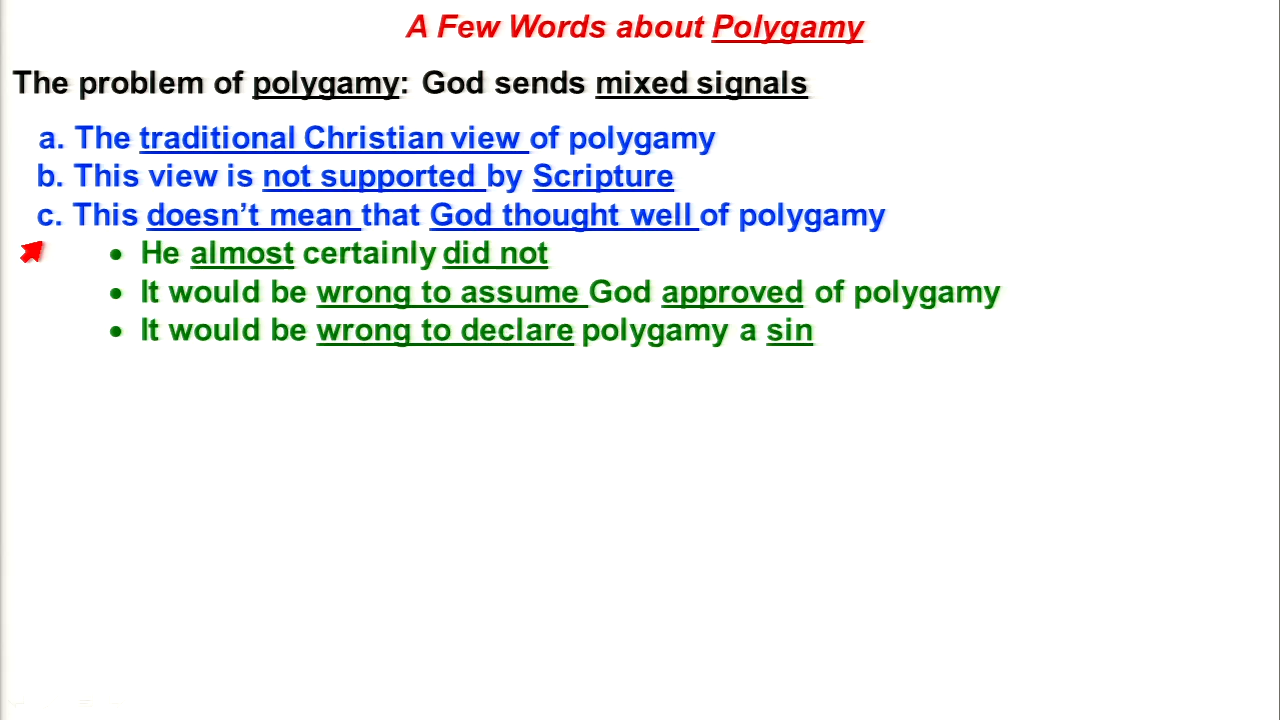 A Few Words about Polygamy
The problem of polygamy: God sends mixed signals
a. The traditional Christian view of polygamy
b. This view is not supported by Scripture
c. This doesn’t mean that God thought well of polygamy
• He almost certainly did not
• It would be wrong to assume God approved of polygamy
• It would be wrong to declare polygamy a sin